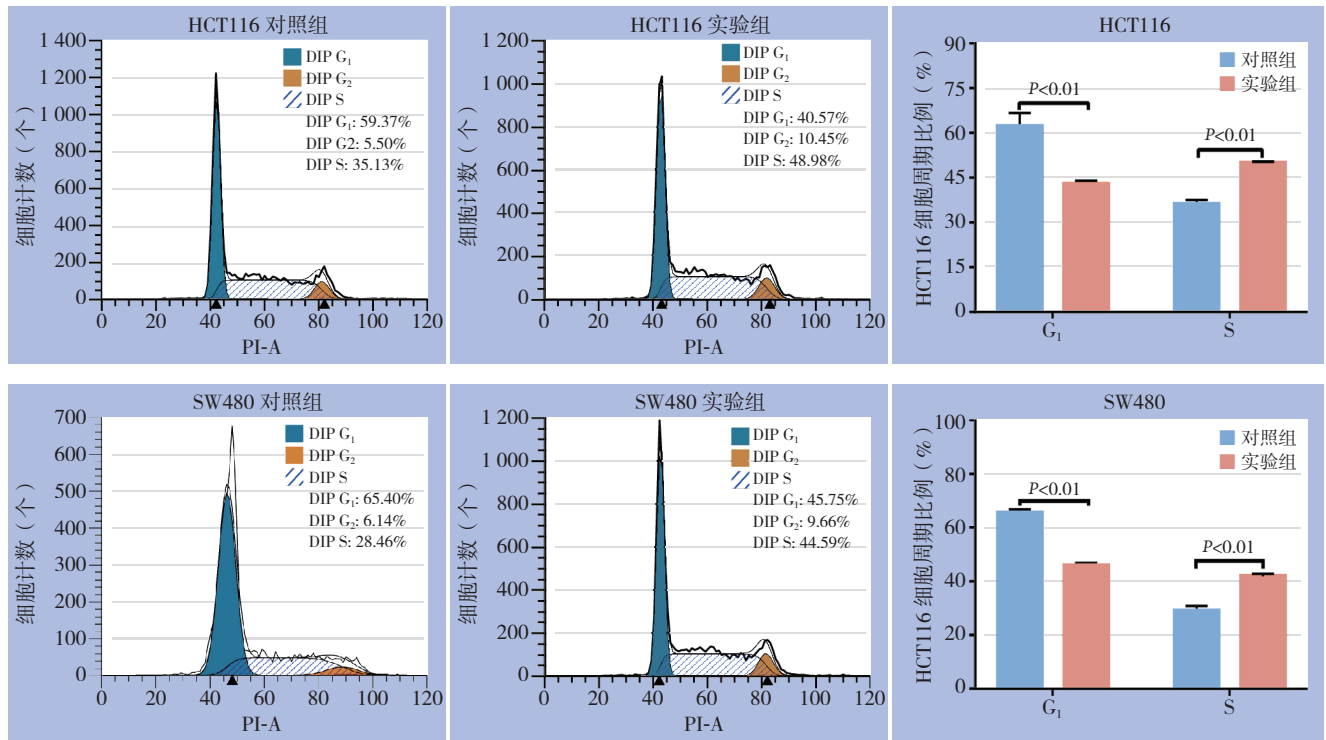 HCT116 对照组
细胞计数（个）
1 400
1 200
1 000
800
600
400
200
0
DIP G₁
DIP G₂
DIP S
DIP G₁: 59.37%
DIP G2: 5.50%
DIP S: 35.13%
0 20 40 60 80 100 120
PI-A
HCT116 实验组
细胞计数（个）
1 200
1 000
800
600
400
200
0
DIP G₁
DIP G₂
DIP S
DIP G₁: 40.57%
DIP G₂: 10.45%
DIP S: 48.98%
0 20 40 60 80 100 120
PI-A
HCT116
HCT116 细胞周期比例（%）
90
75
60
45
30
15
0
对照组
实验组
P<0.01
P<0.01
G₁ S
SW480 对照组
细胞计数（个）
700
600
500
400
300
200
100
0
DIP G₁
DIP G₂
DIP S
DIP G₁: 65.40%
DIP G₂: 6.14%
DIP S: 28.46%
0 20 40 60 80 100 120
PI-A
SW480 实验组
细胞计数（个）
1 200
1 000
800
600
400
200
0
DIP G₁
DIP G₂
DIP S
DIP G₁: 45.75%
DIP G₂: 9.66%
DIP S: 44.59%
0 20 40 60 80 100 120
PI-A
SW480
HCT116 细胞周期比例（%）
100
80
60
40
20
0
对照组
实验组
P<0.01
P<0.01
G₁ S